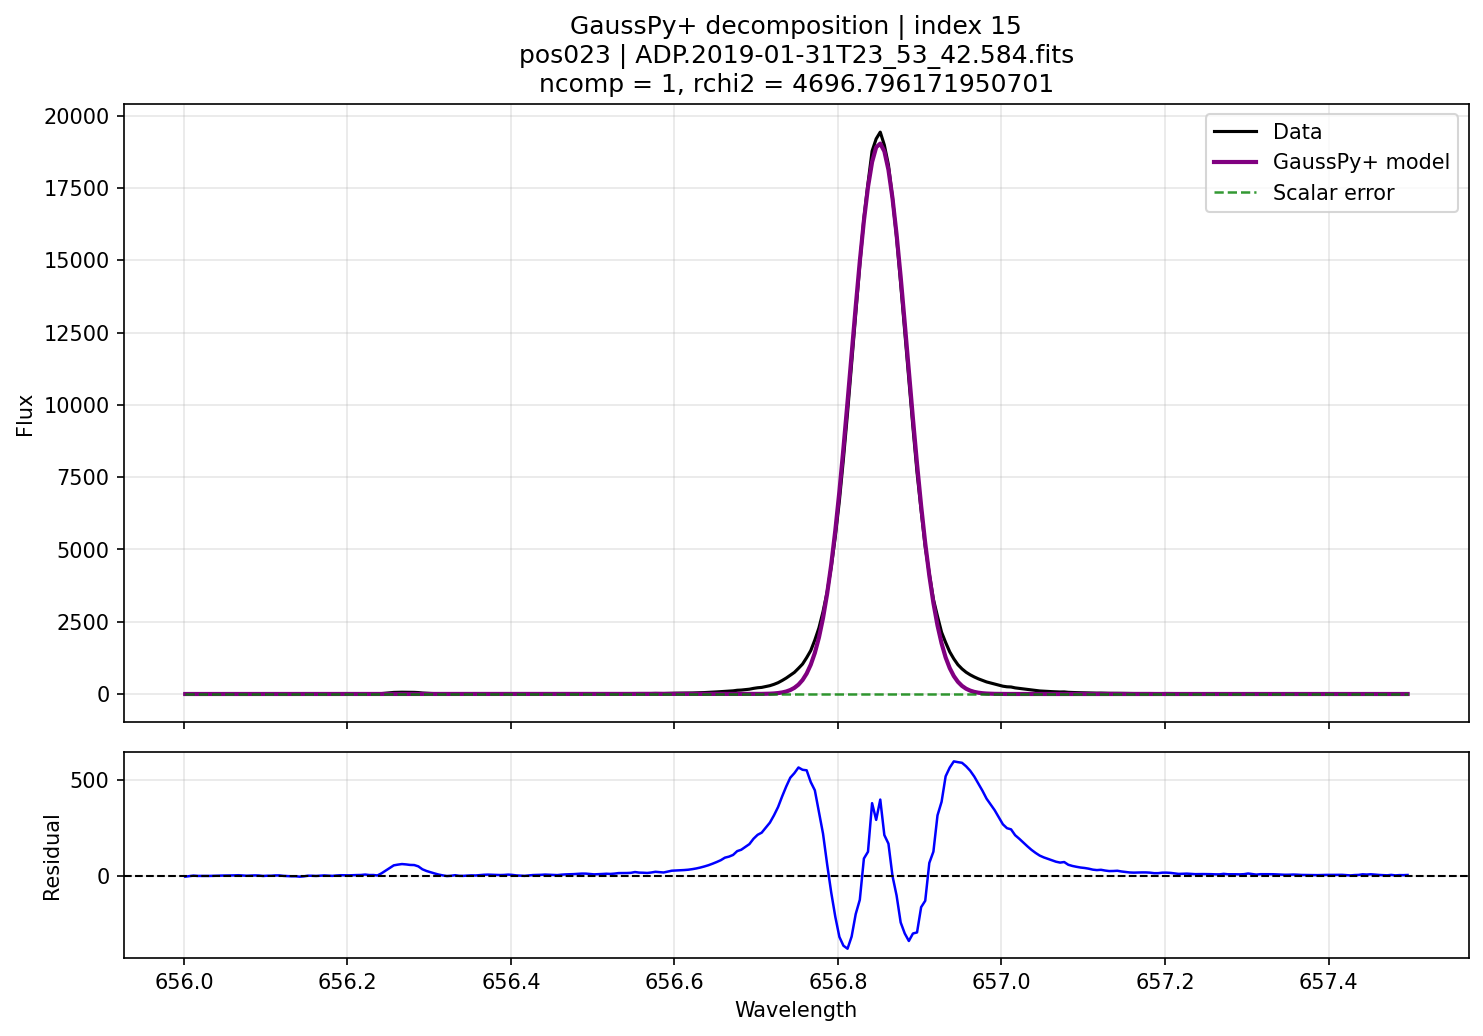 GaussPy+ decomposition | index 15
pos023 | ADP.2019-01-31T23_53_42.584.fits
ncomp = 1, rchi2 = 4696.796171950701
20000
17500
15000
12500
10000
7500
5000
2500
0
Flux
Data
GaussPy+ model
Scalar error
500
0
Residual
656.0
656.2
656.4
656.6
656.8
657.0
657.2
657.4
Wavelength